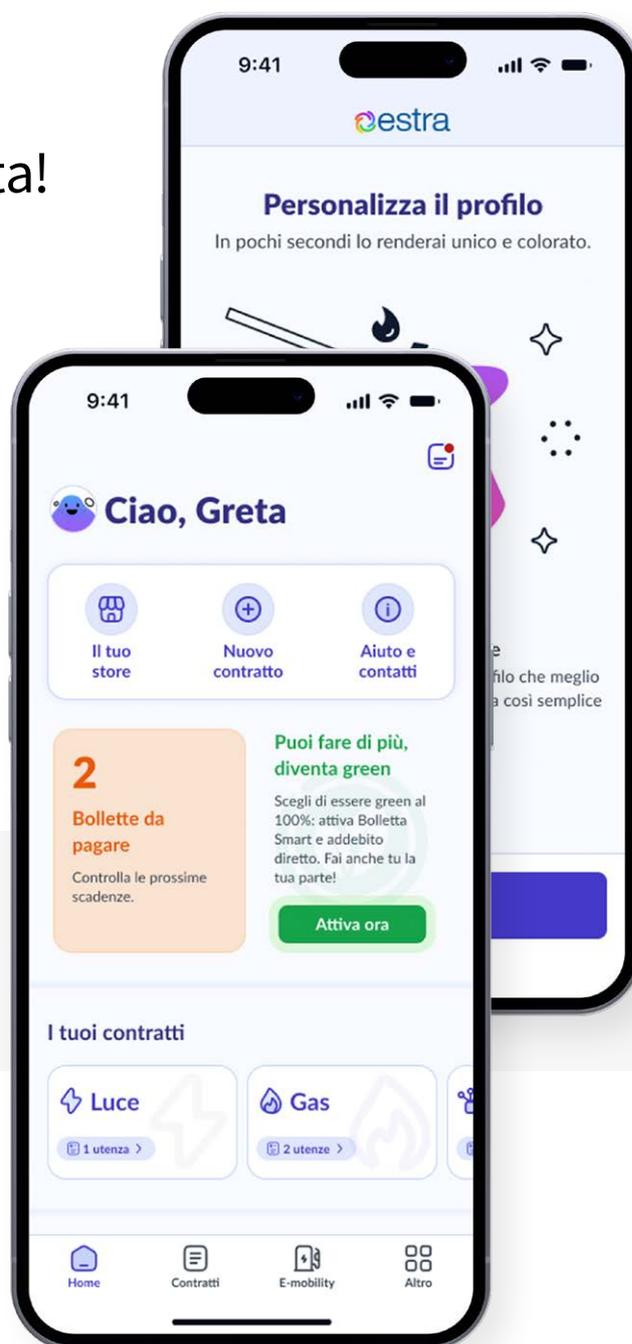 ta!
9:41
estra
Personalizza il profilo
In pochi secondi lo renderai unico e colorato.
e
filo che meglio
a così semplice
9:41
Ciao, Greta
Il tuo
store
Nuovo
contratto
Aiuto e
contatti
2
Bollette da
pagare
Controlla le prossime
scadenze.
Puoi fare di più,
diventa green
Scegli di essere green al
100%: attiva Bolletta
Smart e addebito
diretto. Fai anche tu la
tua parte!
Attiva ora
I tuoi contratti
Luce
1 utenza
Gas
2 utenze
Home
Contratti
E-mobility
Altro